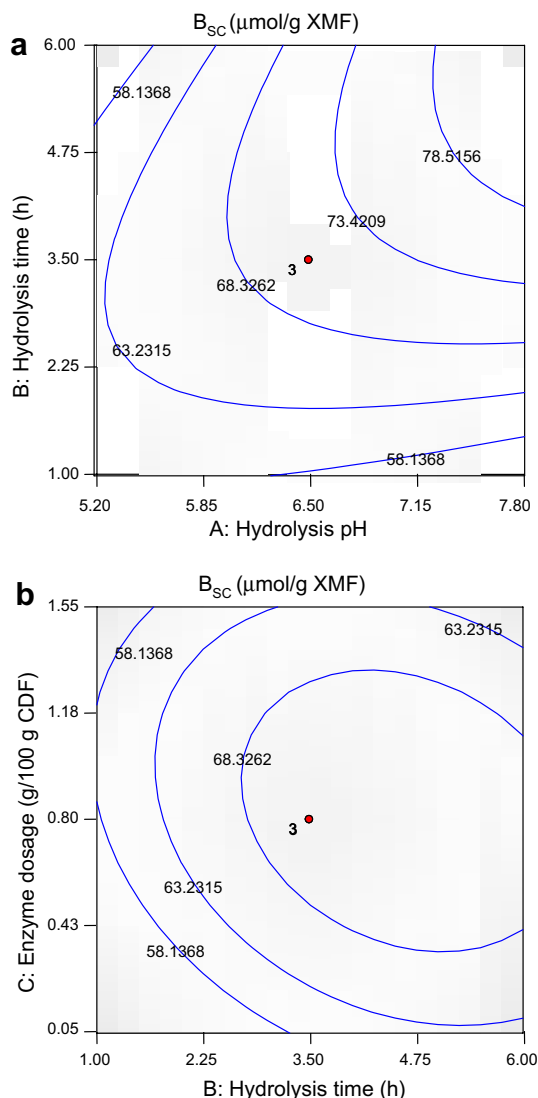 a
B_SC (μmol/g XMF)
6.00
58.1368
4.75
78.5156
73.4209
3.50
3
68.3262
63.2315
2.25
58.1368
1.00
5.20 5.85 6.50 7.15 7.80
B: Hydrolysis time (h)
A: Hydrolysis pH
b
B_SC (μmol/g XMF)
1.55
63.2315
58.1368
1.18
68.3262
0.80
3
63.2315
0.43
58.1368
0.05
1.00 2.25 3.50 4.75 6.00
C: Enzyme dosage (g/100 g CDF)
B: Hydrolysis time (h)